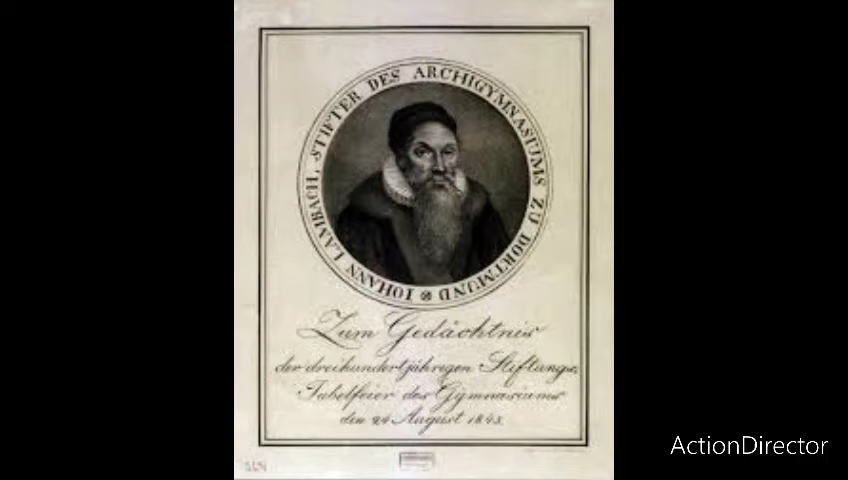 IOHANN LAMBACH, STIFTER DES ARCHIGYMNASIUMS ZU DORTMUND
Zum Gedächtnis
der dreihundertjährigen Stiftungs,
Jubelfeier des Gymnasiums
den 24 August 1843.
ActionDirector